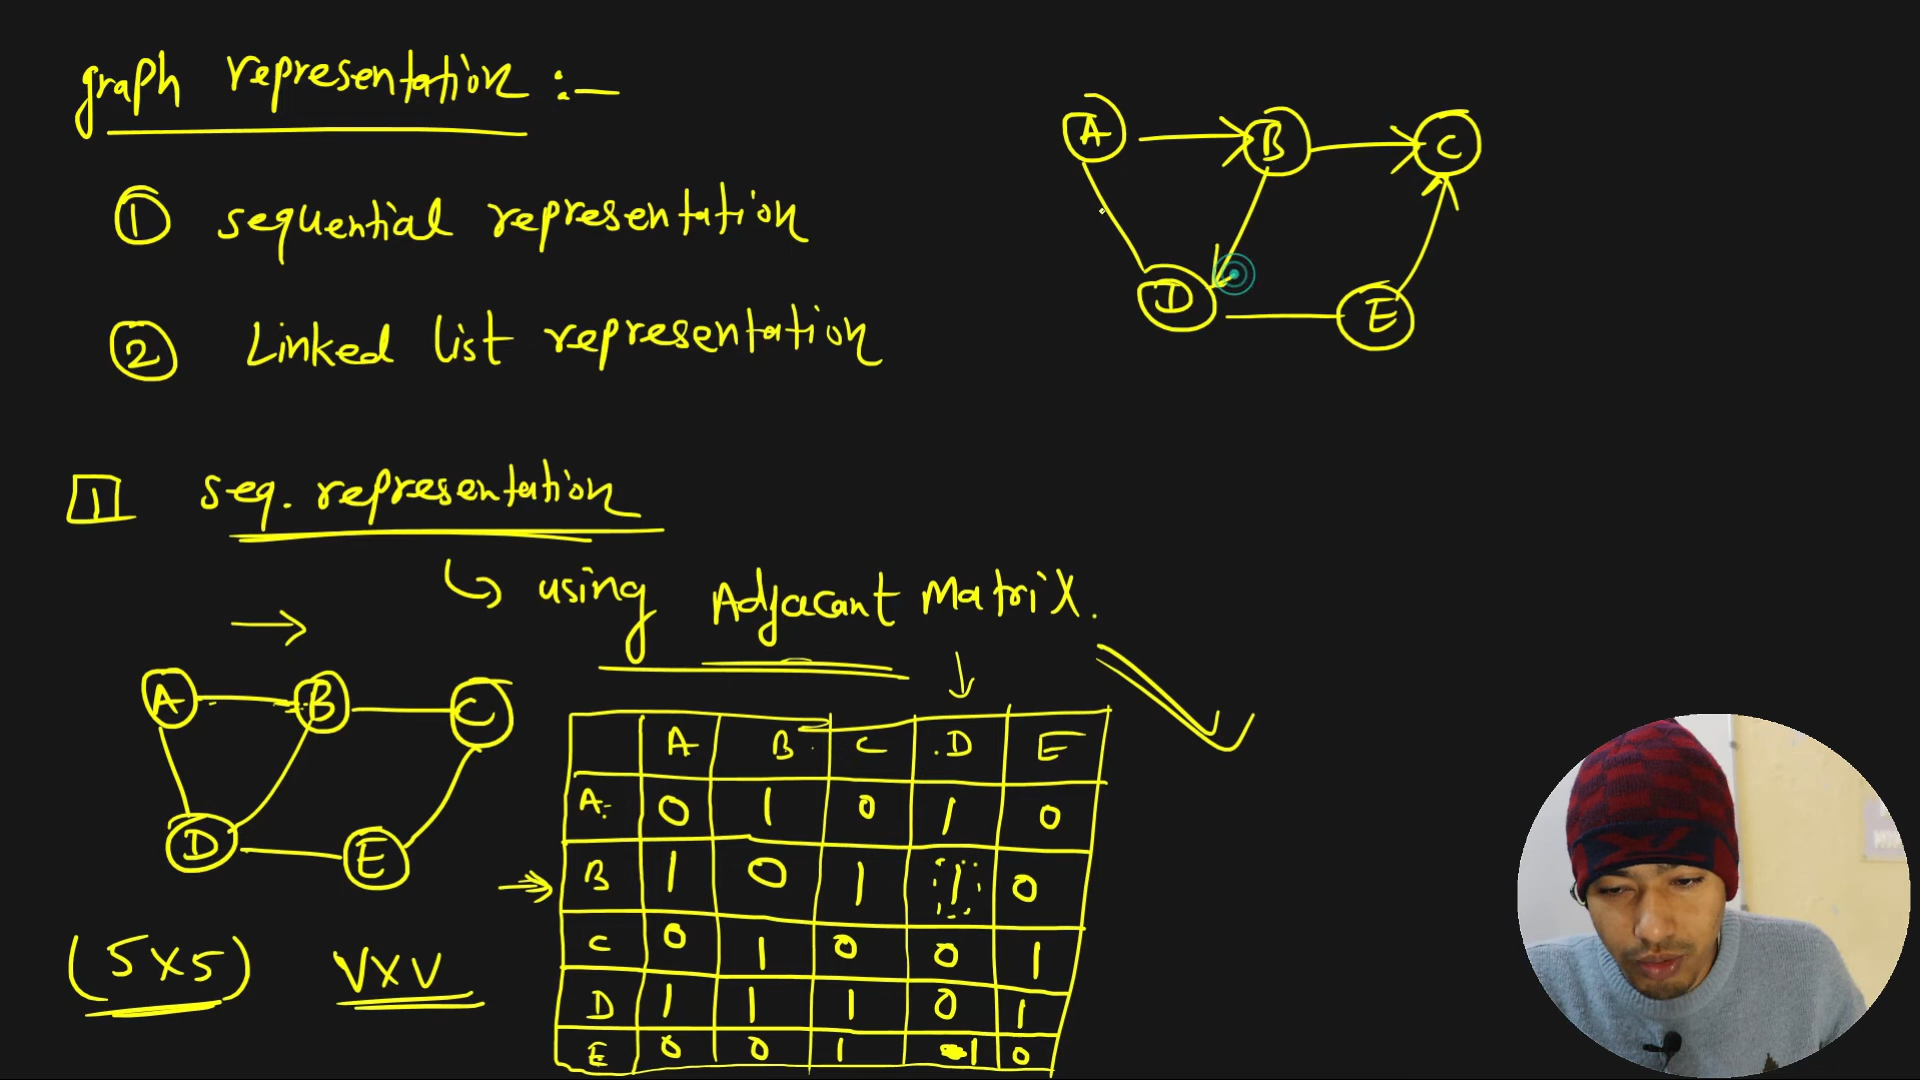 graph representation :-
① sequential representation
② Linked list representation
A B C
D E
1 seq. representation
↳ using Adjacant Matrix.
A B C
D E
(5x5) VXV
A B C D E
A 0 1 0 1 0
B 1 0 1 1 0
C 0 1 0 0 1
D 1 1 1 0 1
E 0 0 1 1 0